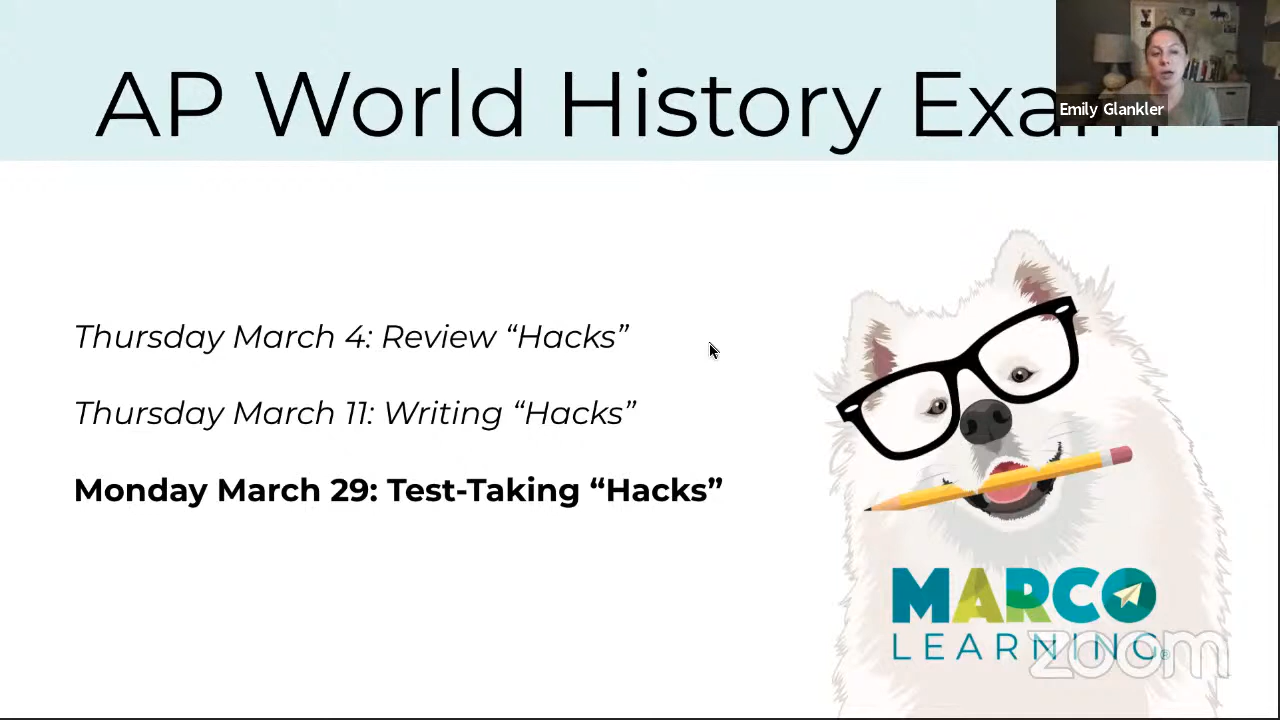 AP World History Exam
Emily Glankler
Thursday March 4: Review “Hacks”
Thursday March 11: Writing “Hacks”
Monday March 29: Test-Taking “Hacks”
MARCO
LEARNING®
zoom